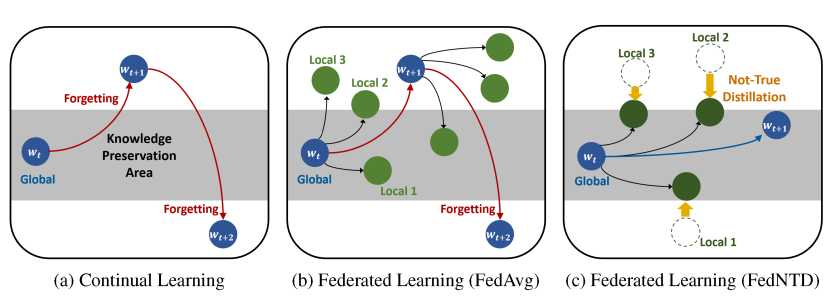 w_{t+1}
Forgetting
Knowledge
Preservation
Area
w_t
Global
Forgetting
w_{t+2}
(a) Continual Learning
Local 3
w_{t+1}
Local 2
w_t
Global
Local 1
Forgetting
w_{t+2}
(b) Federated Learning (FedAvg)
Local 2
Local 3
Not-True
Distillation
w_{t+1}
w_t
Global
Local 1
(c) Federated Learning (FedNTD)